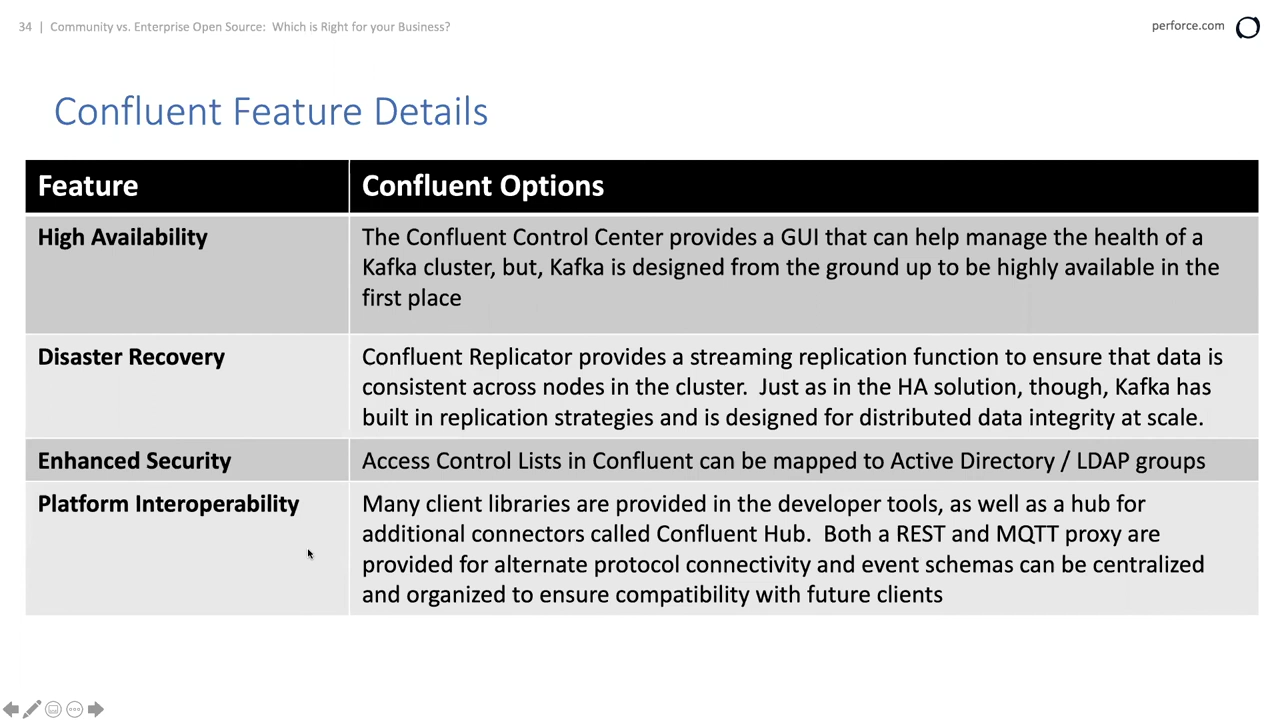 34 | Community vs. Enterprise Open Source: Which is Right for your Business?
perforce.com
Confluent Feature Details
Feature
Confluent Options
High Availability
The Confluent Control Center provides a GUI that can help manage the health of a
Kafka cluster, but, Kafka is designed from the ground up to be highly available in the
first place
Disaster Recovery
Confluent Replicator provides a streaming replication function to ensure that data is
consistent across nodes in the cluster. Just as in the HA solution, though, Kafka has
built in replication strategies and is designed for distributed data integrity at scale.
Enhanced Security
Access Control Lists in Confluent can be mapped to Active Directory / LDAP groups
Platform Interoperability
Many client libraries are provided in the developer tools, as well as a hub for
additional connectors called Confluent Hub. Both a REST and MQTT proxy are
provided for alternate protocol connectivity and event schemas can be centralized
and organized to ensure compatibility with future clients